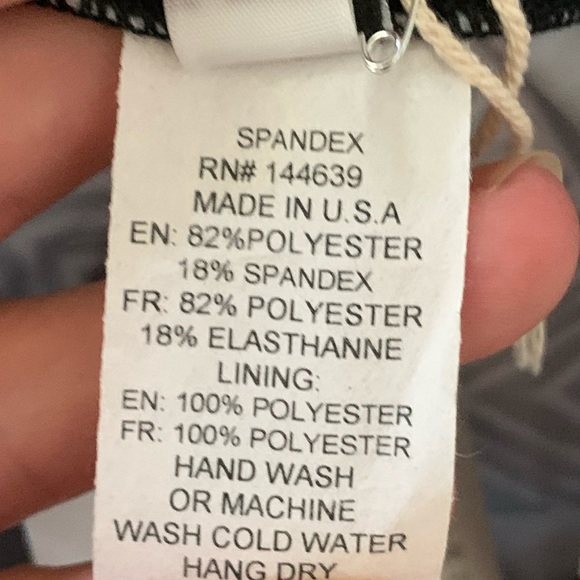 SPANDEX
RN# 144639
MADE IN U.S.A
EN: 82%POLYESTER
18% SPANDEX
FR: 82% POLYESTER
18% ELASTHANNE
LINING:
EN: 100% POLYESTER
FR: 100% POLYESTER
HAND WASH
OR MACHINE
WASH COLD WATER
HANG DRY